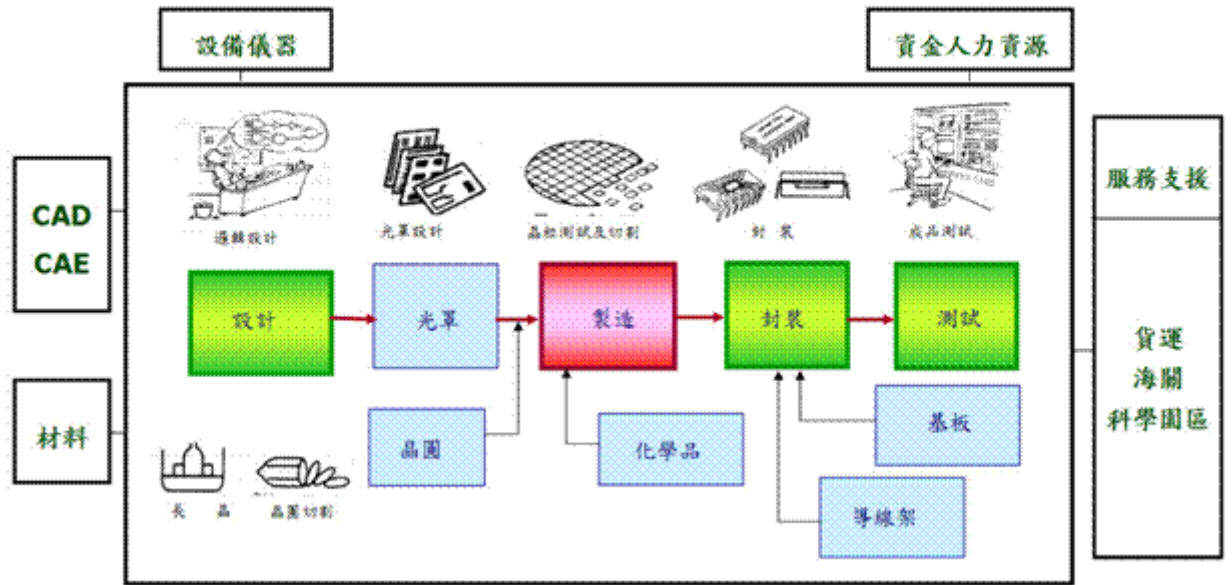 設備儀器
資金人力資源
CAD
CAE
材料
服務支援
貨運
海關
科學園區
邏輯設計
光罩設計
晶粒測試及切割
封 裝
成品測試
設計
光罩
製造
封裝
測試
晶圓
化學品
基板
導線架
長 晶
晶圓切割